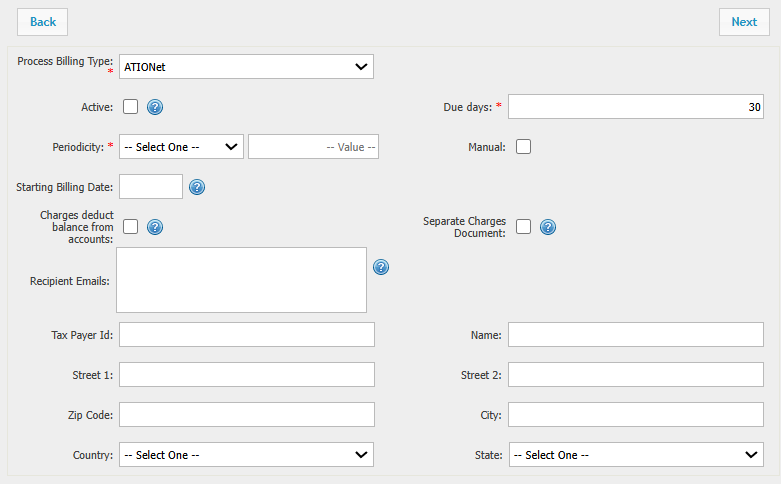 Back
Next
Process Billing Type:
*
ATIONet
Active:
?
Due days: *
30
Periodicity: *
-- Select One --
-- Value --
Manual:
Starting Billing Date:
?
Charges deduct
balance from
accounts:
?
Separate Charges
Document:
?
Recipient Emails:
?
Tax Payer Id:
Name:
Street 1:
Street 2:
Zip Code:
City:
Country:
-- Select One --
State:
-- Select One --